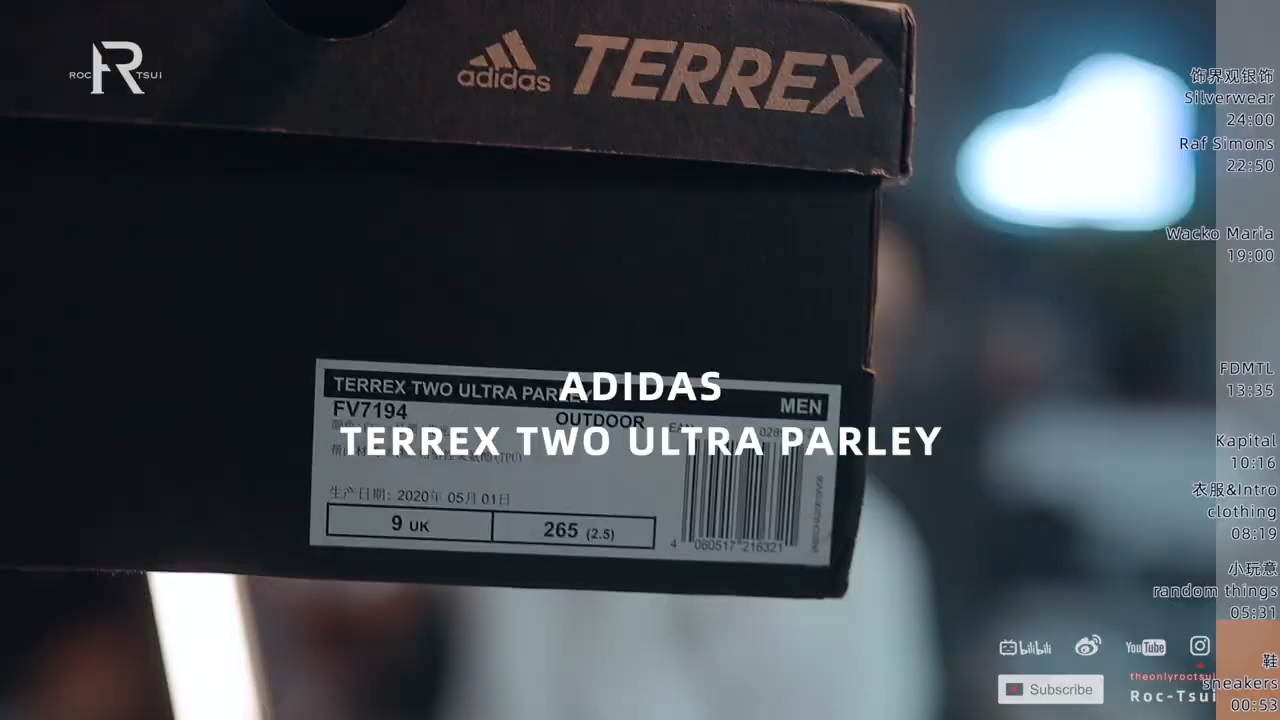 ROC R TSUI
adidas TERREX
ADIDAS
TERREX TWO ULTRA PARLEY
TERREX TWO ULTRA PARLEY
MEN
FV7194
OUTDOOR
EAN
(TPU)
生产日期: 2020年 05月 01日
9 UK
265 (2.5)
4 060517 216321
饰界观银饰
Silverwear
24:00
Raf Simons
22:50
Wacko Maria
19:00
FDMTL
13:35
Kapital
10:16
衣服&Intro
clothing
08:19
小玩意
random things
05:31
鞋
sneakers
00:53
bilibili
YouTube
Subscribe
theonlyroctsui
Roc-Tsui